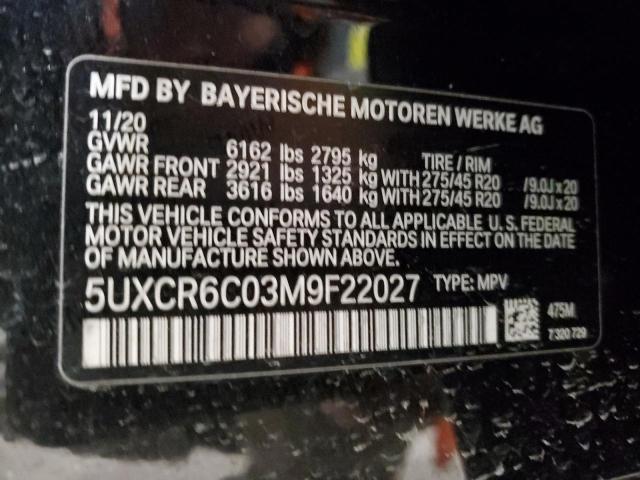 MFD BY BAYERISCHE MOTOREN WERKE AG
11/20
GVWR 6162 lbs 2795 kg TIRE / RIM
GAWR FRONT 2921 lbs 1325 kg WITH 275/45 R20 /9.0J x 20
GAWR REAR 3616 lbs 1640 kg WITH 275/45 R20 /9.0J x 20
THIS VEHICLE CONFORMS TO ALL APPLICABLE U.S. FEDERAL
MOTOR VEHICLE SAFETY STANDARDS IN EFFECT ON THE DATE
OF MANUFACTURE SHOWN ABOVE.
5UXCR6C03M9F22027 TYPE: MPV
475M
7320729